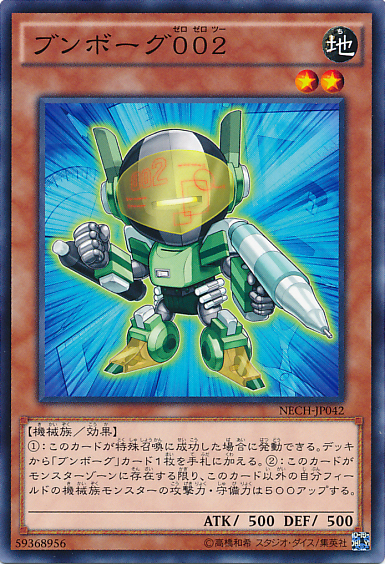 ブンボーグ002
ゼロ ゼロ ツー
地
ち
NECH-JP042
【機械族/効果】
①:このカードが特殊召喚に成功した場合に発動できる。デッキ
から「ブンボーグ」カード1枚を手札に加える。②:このカードが
モンスターゾーンに存在する限り、このカード以外の自分フィ
ールドの機械族モンスターの攻撃力・守備力は500アップする。
ATK/ 500 DEF/ 500
59368956
©高橋和希 スタジオ・ダイス/集英社